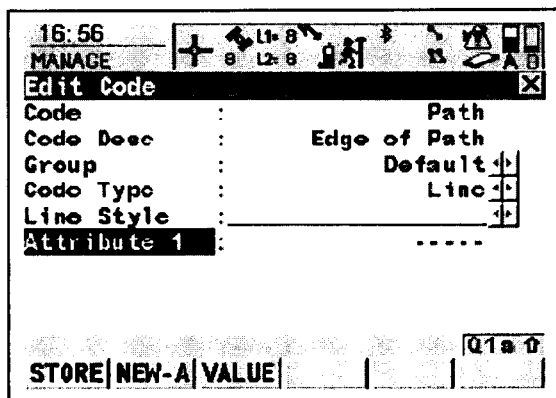 16:56
L1= 8
MANAGE
8 L2= 8
A B
Edit Code
Code : Path
Code Desc : Edge of Path
Group : Default
Code Type : Line
Line Style :
Attribute 1 : -----
Q1a
STORE NEW-A VALUE